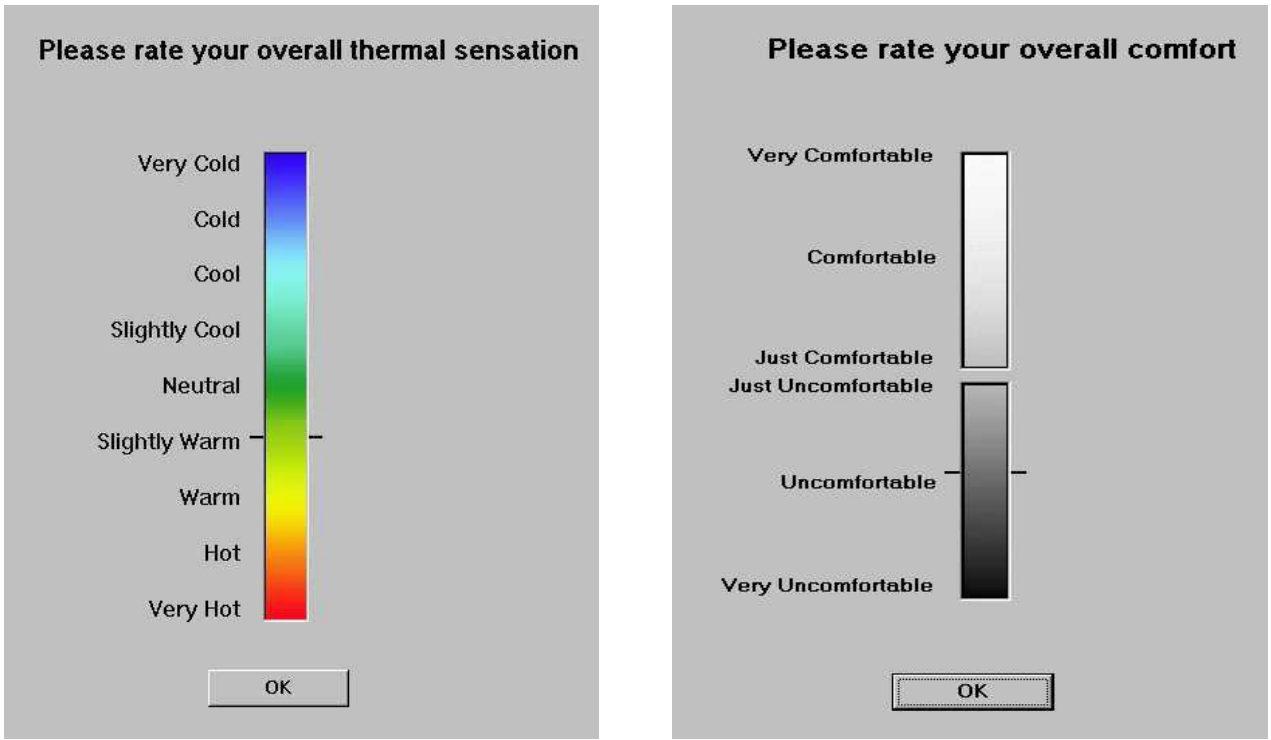 Please rate your overall thermal sensation
Very Cold
Cold
Cool
Slightly Cool
Neutral
Slightly Warm
Warm
Hot
Very Hot
OK
Please rate your overall comfort
Very Comfortable
Comfortable
Just Comfortable
Just Uncomfortable
Uncomfortable
Very Uncomfortable
OK